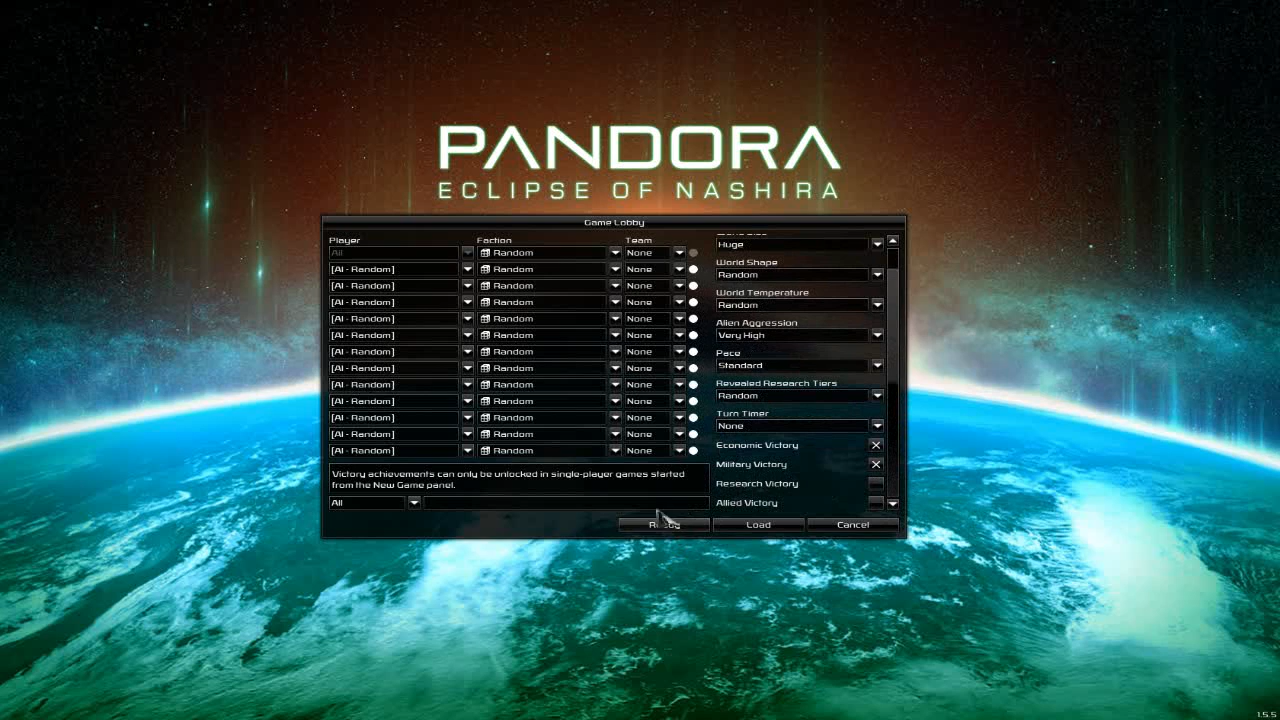 PANDORA
ECLIPSE OF NASHIRA
Game Lobby
Player Faction Team
All Random None
[AI - Random] Random None
[AI - Random] Random None
[AI - Random] Random None
[AI - Random] Random None
[AI - Random] Random None
[AI - Random] Random None
[AI - Random] Random None
[AI - Random] Random None
[AI - Random] Random None
[AI - Random] Random None
[AI - Random] Random None
[AI - Random] Random None
Huge
World Shape
Random
World Temperature
Random
Alien Aggression
Very High
Pace
Standard
Revealed Research Tiers
Random
Turn Timer
None
Economic Victory
Military Victory
Research Victory
Allied Victory
Victory achievements can only be unlocked in single-player games started
from the New Game panel.
All
Load Cancel
1.5.5